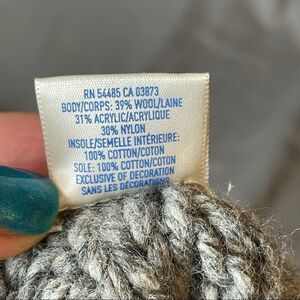 RN 54485 CA 03873
BODY/CORPS: 39% WOOL/LAINE
31% ACRYLIC/ACRYLIQUE
30% NYLON
INSOLE/SEMELLE INTÉRIEURE:
100% COTTON/COTON
SOLE: 100% COTTON/COTON
EXCLUSIVE OF DECORATION
SANS LES DÉCORATIONS